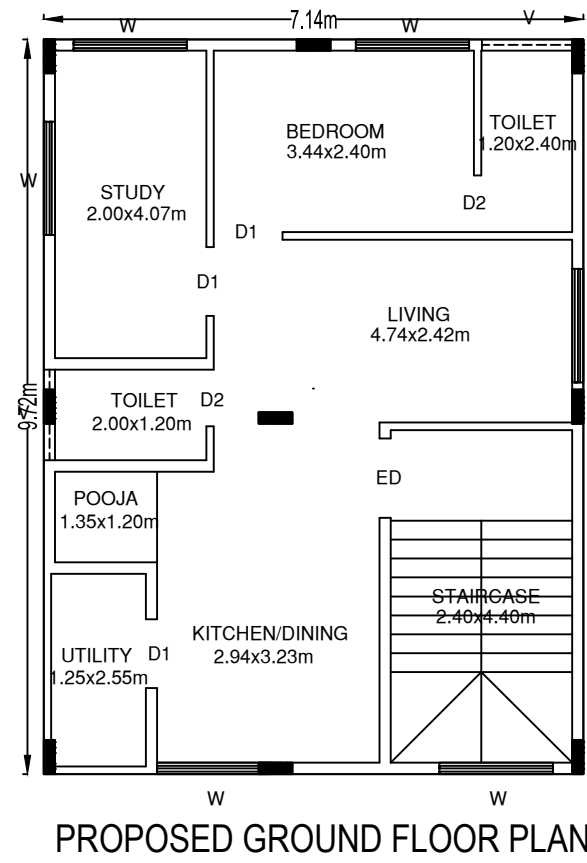 7.14m
W
W
V
BEDROOM
3.44x2.40m
TOILET
1.20x2.40m
W
STUDY
2.00x4.07m
D2
D1
D1
LIVING
4.74x2.42m
9.72m
TOILET
2.00x1.20m
D2
ED
POOJA
1.35x1.20m
STAIRCASE
2.40x4.40m
KITCHEN/DINING
2.94x3.23m
UTILITY
1.25x2.55m
D1
W
W
PROPOSED GROUND FLOOR PLAN